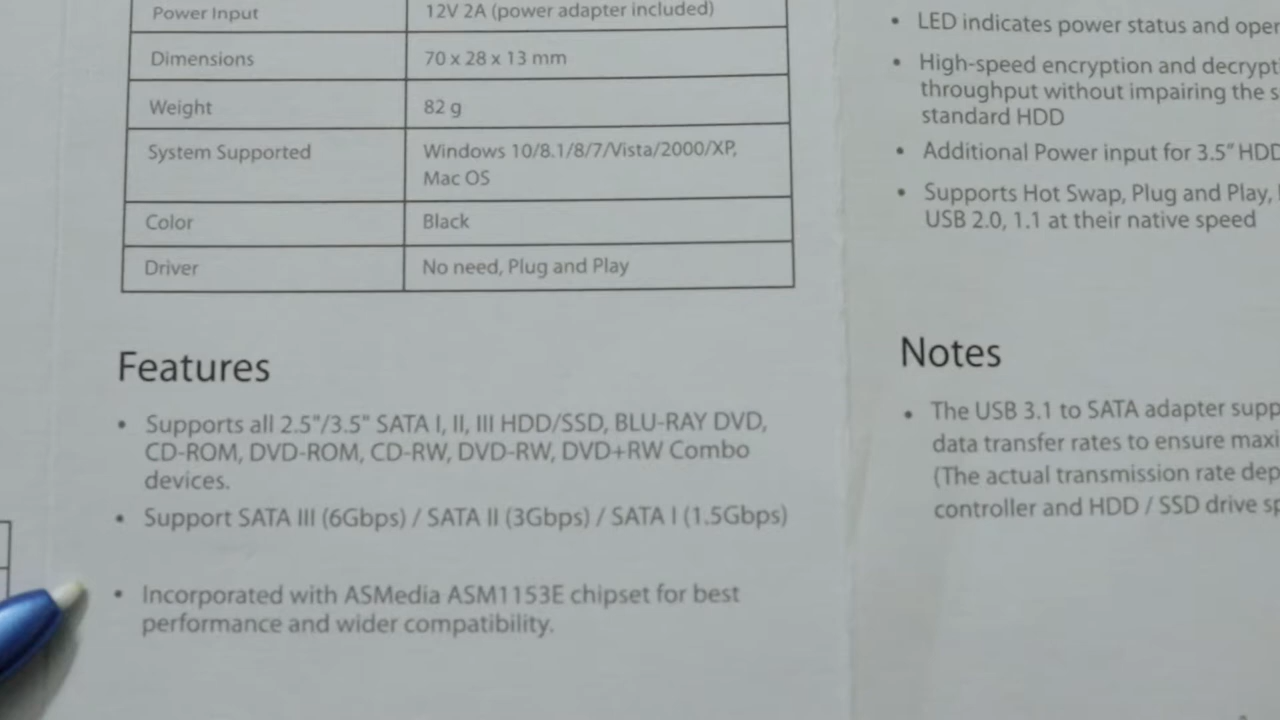 Power Input 12V 2A (power adapter included)
Dimensions 70 x 28 x 13 mm
Weight 82 g
System Supported Windows 10/8.1/8/7/Vista/2000/XP,
Mac OS
Color Black
Driver No need, Plug and Play
Features
• Supports all 2.5"/3.5" SATA I, II, III HDD/SSD, BLU-RAY DVD,
CD-ROM, DVD-ROM, CD-RW, DVD-RW, DVD+RW Combo
devices.
• Support SATA III (6Gbps) / SATA II (3Gbps) / SATA I (1.5Gbps)
• Incorporated with ASMedia ASM1153E chipset for best
performance and wider compatibility.
• LED indicates power status and oper
• High-speed encryption and decrypt
throughput without impairing the s
standard HDD
• Additional Power input for 3.5" HDD
• Supports Hot Swap, Plug and Play,
USB 2.0, 1.1 at their native speed
Notes
• The USB 3.1 to SATA adapter supp
data transfer rates to ensure maxi
(The actual transmission rate dep
controller and HDD / SSD drive sp